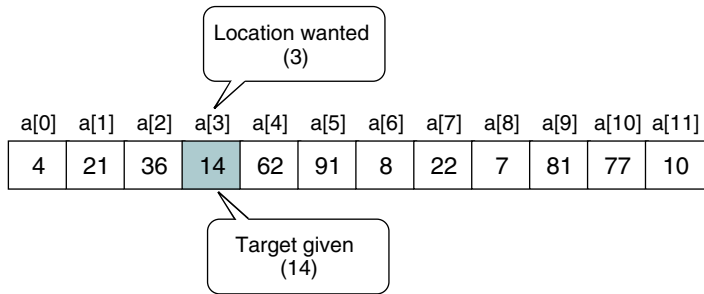 Location wanted
(3)
a[0] a[1] a[2] a[3] a[4] a[5] a[6] a[7] a[8] a[9] a[10] a[11]
4 21 36 14 62 91 8 22 7 81 77 10
Target given
(14)